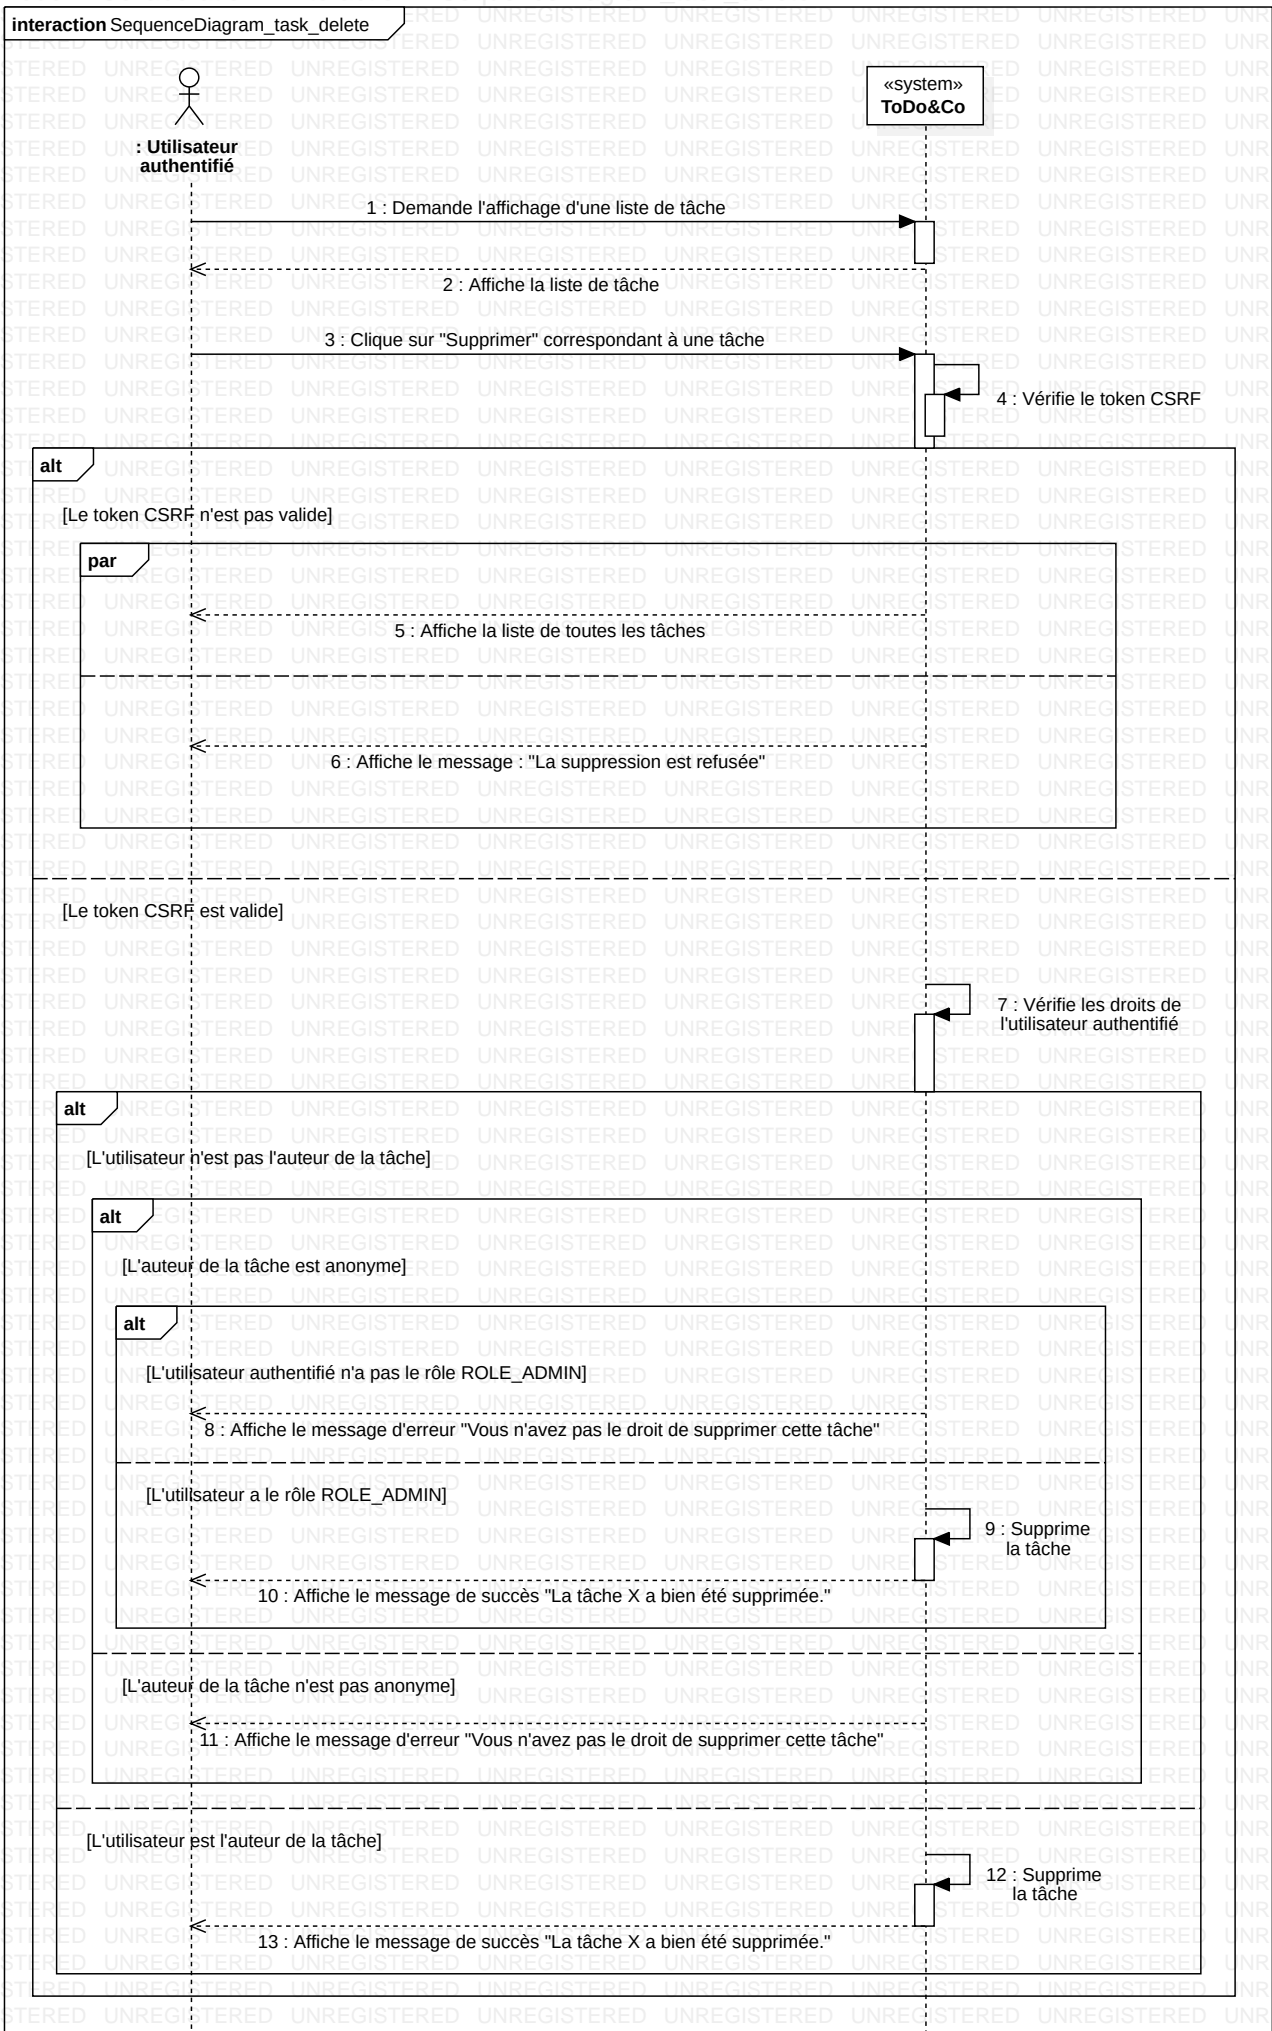 interaction SequenceDiagram_task_delete
«system»
ToDo&Co
: Utilisateur
authentifié
1 : Demande l'affichage d'une liste de tâche
2 : Affiche la liste de tâche
3 : Clique sur "Supprimer" correspondant à une tâche
4 : Vérifie le token CSRF
alt
[Le token CSRF n'est pas valide]
par
5 : Affiche la liste de toutes les tâches
6 : Affiche le message : "La suppression est refusée"
[Le token CSRF est valide]
7 : Vérifie les droits de
l'utilisateur authentifié
alt
[L'utilisateur n'est pas l'auteur de la tâche]
alt
[L'auteur de la tâche est anonyme]
alt
[L'utilisateur authentifié n'a pas le rôle ROLE_ADMIN]
8 : Affiche le message d'erreur "Vous n'avez pas le droit de supprimer cette tâche"
[L'utilisateur a le rôle ROLE_ADMIN]
9 : Supprime
la tâche
10 : Affiche le message de succès "La tâche X a bien été supprimée."
[L'auteur de la tâche n'est pas anonyme]
11 : Affiche le message d'erreur "Vous n'avez pas le droit de supprimer cette tâche"
[L'utilisateur est l'auteur de la tâche]
12 : Supprime
la tâche
13 : Affiche le message de succès "La tâche X a bien été supprimée."